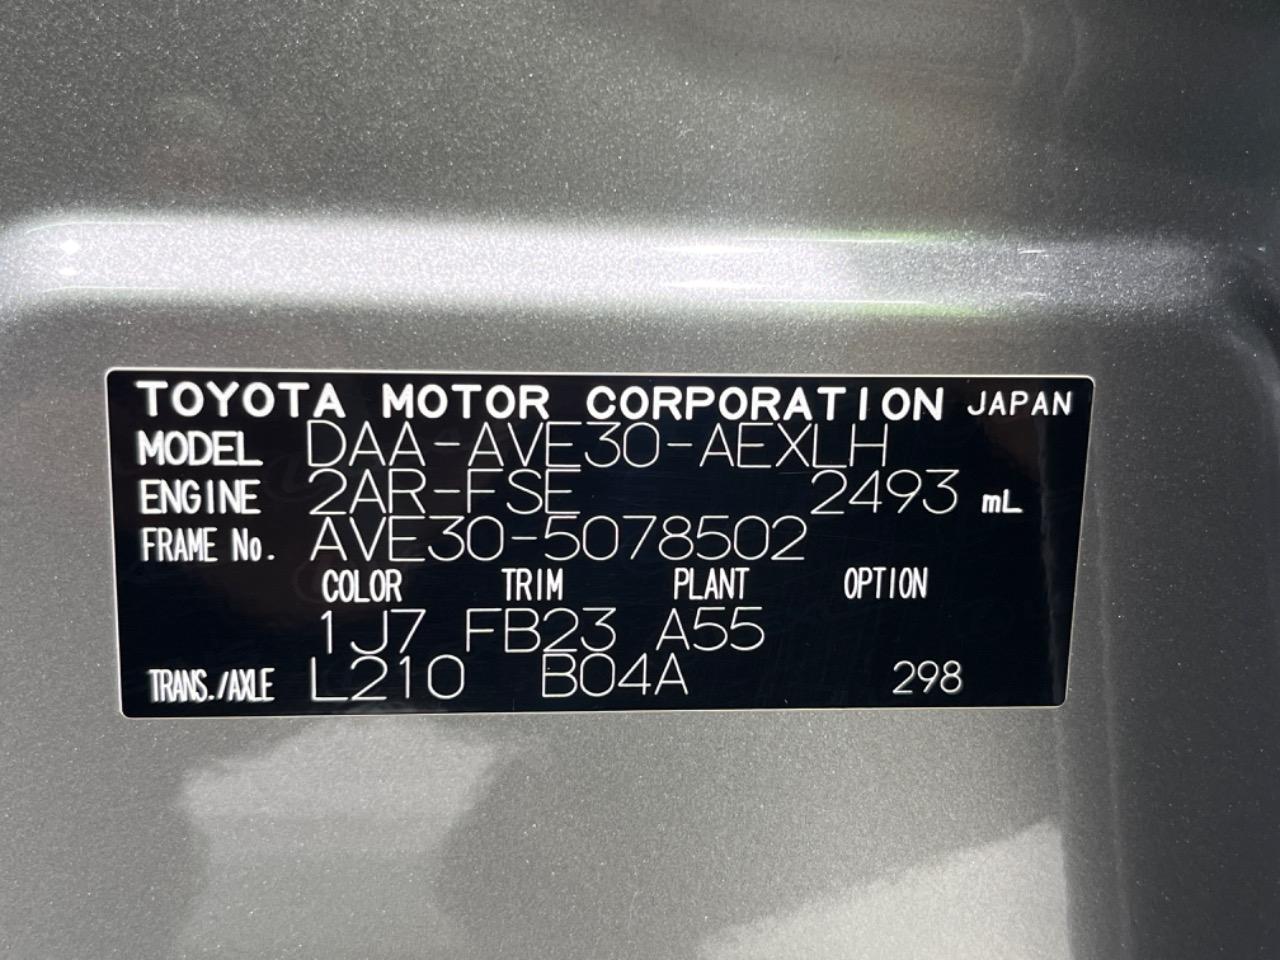 TOYOTA MOTOR CORPORATION JAPAN
MODEL DAA-AVE30-AEXLH
ENGINE 2AR-FSE 2493 mL
FRAME No. AVE30-5078502
COLOR TRIM PLANT OPTION
1J7 FB23 A55
TRANS./AXLE L210 B04A 298